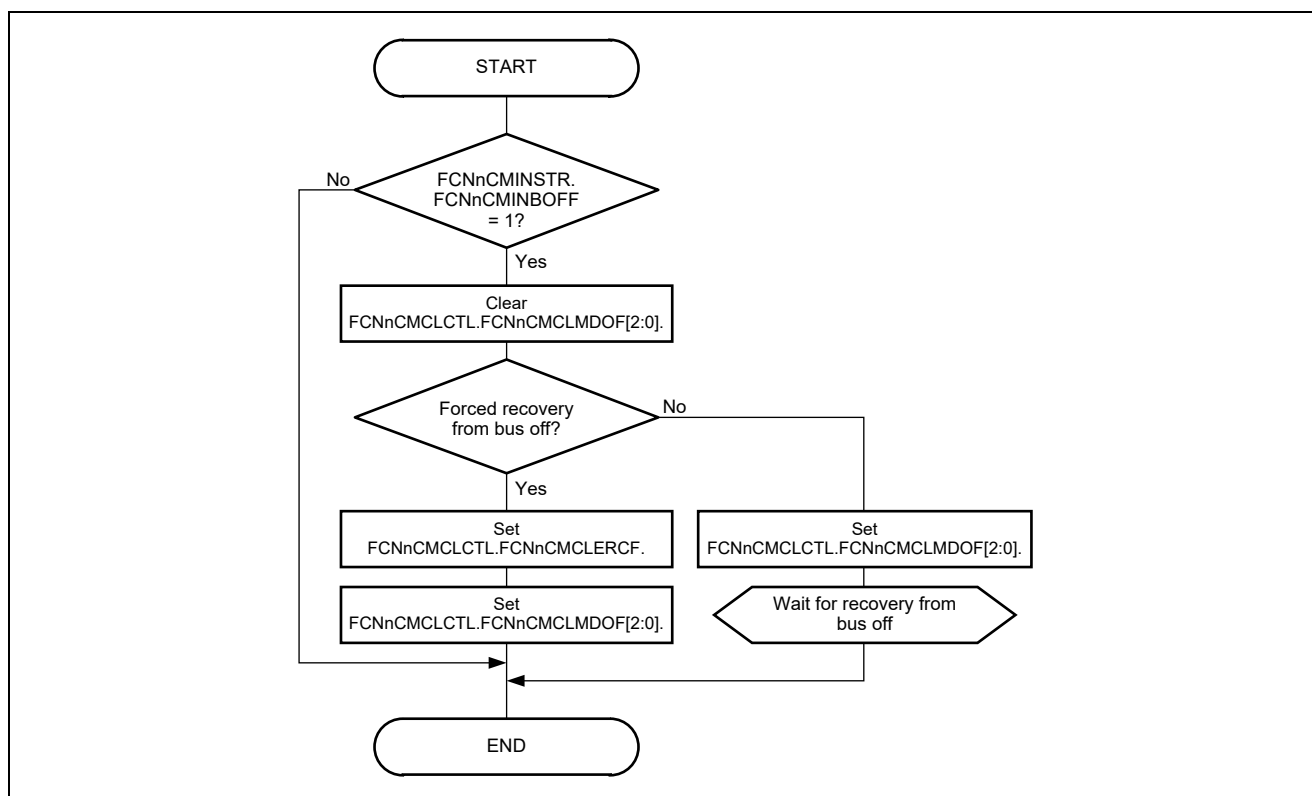 START
No
FCNnCMINSTR.
FCNnCMINBOFF
= 1?
Yes
Clear
FCNnCMCLCTL.FCNnCMCLMDOF[2:0].
Forced recovery
from bus off?
No
Yes
Set
FCNnCMCLCTL.FCNnCMCLERCF.
Set
FCNnCMCLCTL.FCNnCMCLMDOF[2:0].
Set
FCNnCMCLCTL.FCNnCMCLMDOF[2:0].
Wait for recovery from
bus off
END